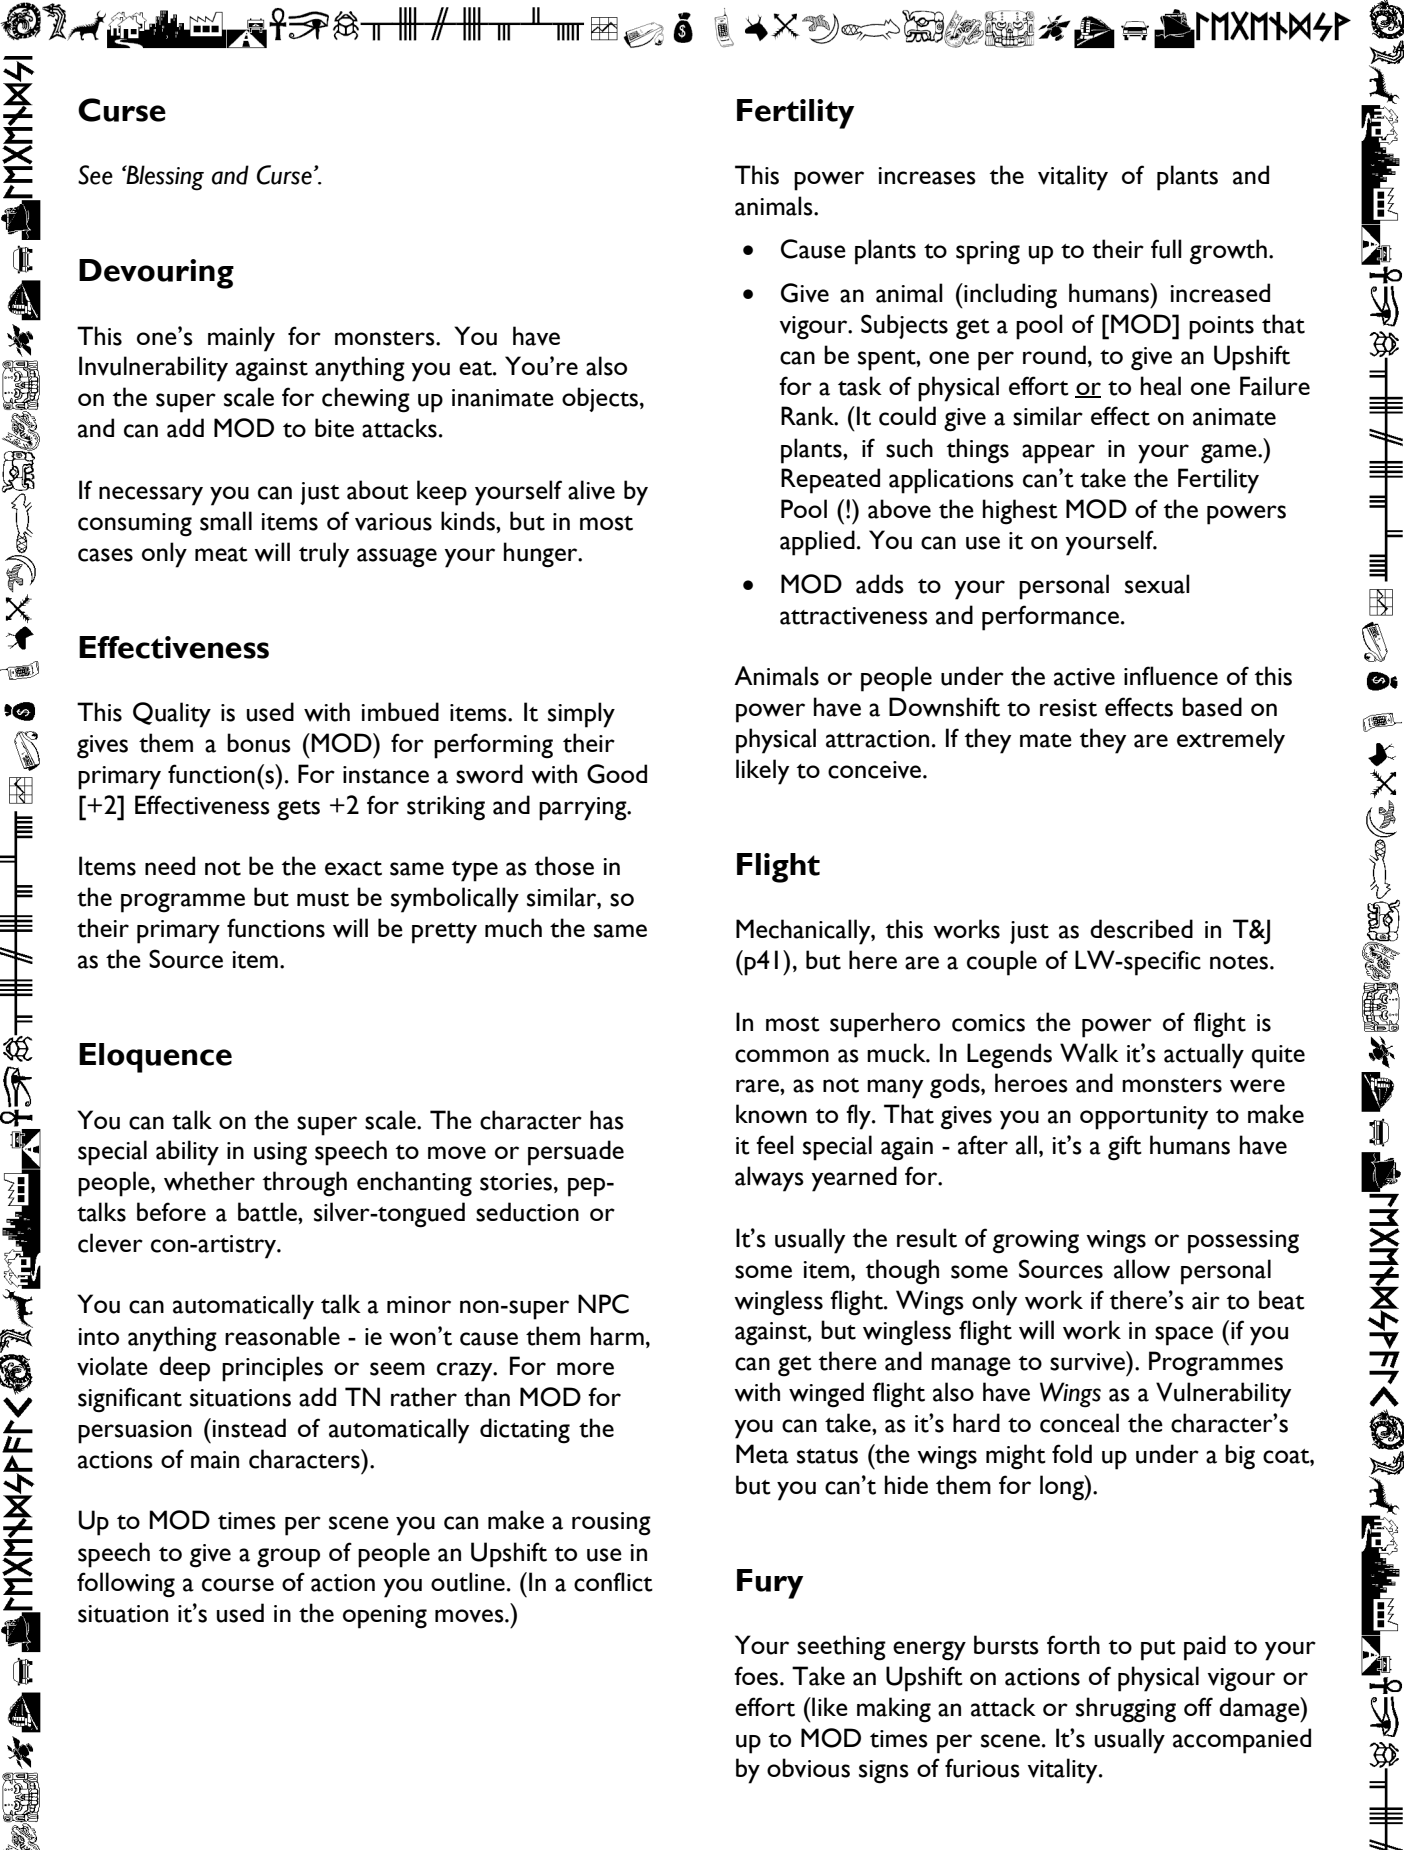 Curse
See ‘Blessing and Curse’.
Devouring
This one’s mainly for monsters. You have
Invulnerability against anything you eat. You’re also
on the super scale for chewing up inanimate objects,
and can add MOD to bite attacks.
If necessary you can just about keep yourself alive by
consuming small items of various kinds, but in most
cases only meat will truly assuage your hunger.
Effectiveness
This Quality is used with imbued items. It simply
gives them a bonus (MOD) for performing their
primary function(s). For instance a sword with Good
[+2] Effectiveness gets +2 for striking and parrying.
Items need not be the exact same type as those in
the programme but must be symbolically similar, so
their primary functions will be pretty much the same
as the Source item.
Eloquence
You can talk on the super scale. The character has
special ability in using speech to move or persuade
people, whether through enchanting stories, pep-
talks before a battle, silver-tongued seduction or
clever con-artistry.
You can automatically talk a minor non-super NPC
into anything reasonable - ie won’t cause them harm,
violate deep principles or seem crazy. For more
significant situations add TN rather than MOD for
persuasion (instead of automatically dictating the
actions of main characters).
Up to MOD times per scene you can make a rousing
speech to give a group of people an Upshift to use in
following a course of action you outline. (In a conflict
situation it’s used in the opening moves.)
Fertility
This power increases the vitality of plants and
animals.
• Cause plants to spring up to their full growth.
• Give an animal (including humans) increased
vigour. Subjects get a pool of [MOD] points that
can be spent, one per round, to give an Upshift
for a task of physical effort or to heal one Failure
Rank. (It could give a similar effect on animate
plants, if such things appear in your game.)
Repeated applications can’t take the Fertility
Pool (!) above the highest MOD of the powers
applied. You can use it on yourself.
• MOD adds to your personal sexual
attractiveness and performance.
Animals or people under the active influence of this
power have a Downshift to resist effects based on
physical attraction. If they mate they are extremely
likely to conceive.
Flight
Mechanically, this works just as described in T&J
(p41), but here are a couple of LW-specific notes.
In most superhero comics the power of flight is
common as muck. In Legends Walk it’s actually quite
rare, as not many gods, heroes and monsters were
known to fly. That gives you an opportunity to make
it feel special again - after all, it’s a gift humans have
always yearned for.
It’s usually the result of growing wings or possessing
some item, though some Sources allow personal
wingless flight. Wings only work if there’s air to beat
against, but wingless flight will work in space (if you
can get there and manage to survive). Programmes
with winged flight also have Wings as a Vulnerability
you can take, as it’s hard to conceal the character’s
Meta status (the wings might fold up under a big coat,
but you can’t hide them for long).
Fury
Your seething energy bursts forth to put paid to your
foes. Take an Upshift on actions of physical vigour or
effort (like making an attack or shrugging off damage)
up to MOD times per scene. It’s usually accompanied
by obvious signs of furious vitality.